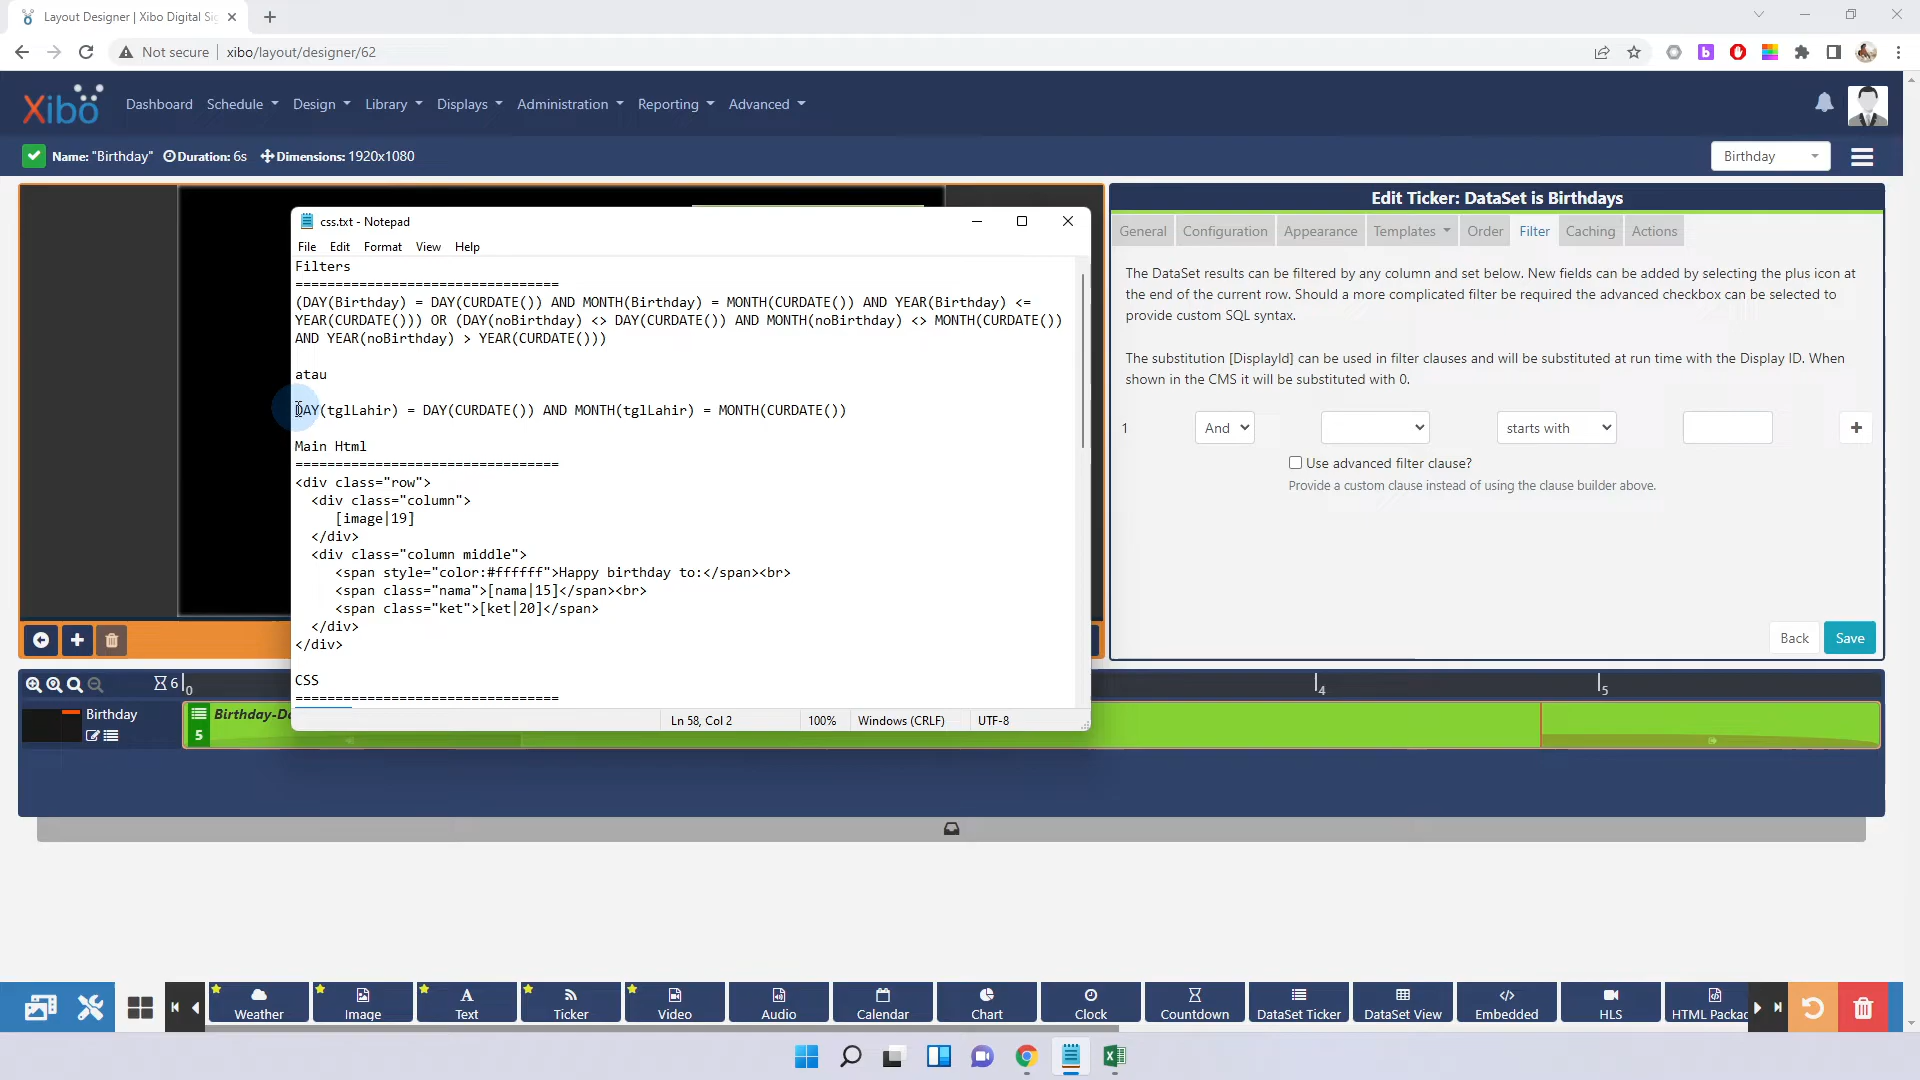 Layout Designer | Xibo Digital Si
Not secure
xibo/layout/designer/62
Xibo
Dashboard
Schedule
Design
Library
Displays
Administration
Reporting
Advanced
Name: "Birthday"
Duration: 6s
Dimensions: 1920x1080
Birthday
css.txt - Notepad
File
Edit
Format
View
Help
Filters
=================================
(DAY(Birthday) = DAY(CURDATE()) AND MONTH(Birthday) = MONTH(CURDATE()) AND YEAR(Birthday) <=
YEAR(CURDATE())) OR (DAY(noBirthday) <> DAY(CURDATE()) AND MONTH(noBirthday) <> MONTH(CURDATE())
AND YEAR(noBirthday) > YEAR(CURDATE()))
atau
DAY(tglLahir) = DAY(CURDATE()) AND MONTH(tglLahir) = MONTH(CURDATE())
Main Html
=================================
<div class="row">
<div class="column">
[image|19]
</div>
<div class="column middle">
<span style="color:#ffffff">Happy birthday to:</span><br>
<span class="nama">[nama|15]</span><br>
<span class="ket">[ket|20]</span>
</div>
</div>
CSS
=================================
Ln 58, Col 2
100%
Windows (CRLF)
UTF-8
Edit Ticker: DataSet is Birthdays
General
Configuration
Appearance
Templates
Order
Filter
Caching
Actions
The DataSet results can be filtered by any column and set below. New fields can be added by selecting the plus icon at
the end of the current row. Should a more complicated filter be required the advanced checkbox can be selected to
provide custom SQL syntax.
The substitution [DisplayId] can be used in filter clauses and will be substituted at run time with the Display ID. When
shown in the CMS it will be substituted with 0.
1
And
starts with
Use advanced filter clause?
Provide a custom clause instead of using the clause builder above.
Back
Save
6
0
4
5
Birthday
Birthday-D
5
Weather
Image
Text
Ticker
Video
Audio
Calendar
Chart
Clock
Countdown
DataSet Ticker
DataSet View
Embedded
HLS
HTML Packag